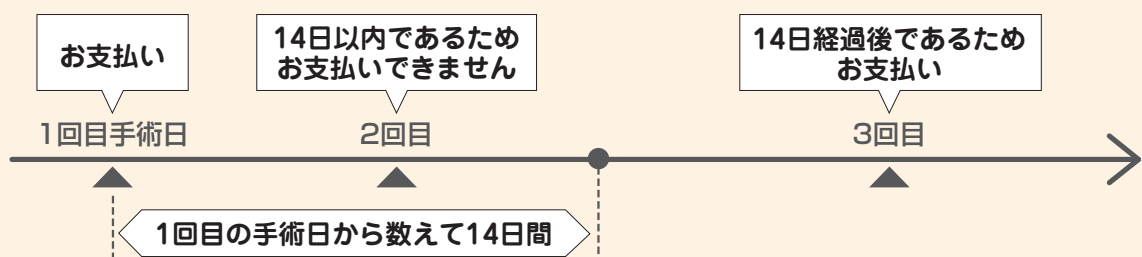 お支払い
14日以内であるため
お支払いできません
14日経過後であるため
お支払い
1回目手術日
2回目
3回目
1回目の手術日から数えて14日間